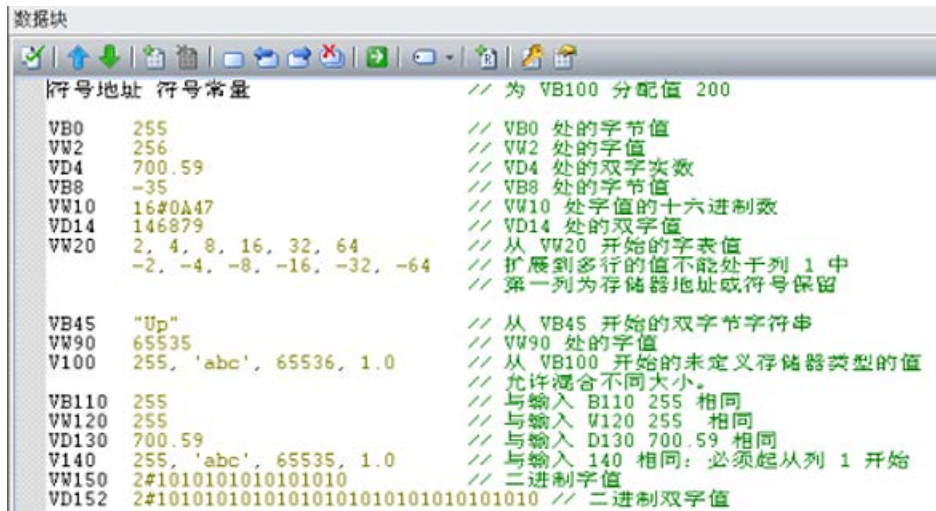 数据块
符号地址 符号常量 // 为 VB100 分配值 200
VB0 255 // VB0 处的字节值
VW2 256 // VW2 处的字值
VD4 700.59 // VD4 处的双字实数
VB8 -35 // VB8 处的字节值
VW10 16#0A47 // VW10 处字值的十六进制数
VD14 146879 // VD14 处的双字值
VW20 2, 4, 8, 16, 32, 64 // 从 VW20 开始的字表值
-2, -4, -8, -16, -32, -64 // 扩展到多行的值不能处于列 1 中
// 第一列为存储器地址或符号保留
VB45 "Up" // 从 VB45 开始的双字节字符串
VW90 65535 // VW90 处的字值
V100 255, 'abc', 65536, 1.0 // 从 VB100 开始的未定义存储器类型的值
// 允许混合不同大小。
VB110 255 // 与输入 B110 255 相同
VW120 255 // 与输入 W120 255 相同
VD130 700.59 // 与输入 D130 700.59 相同
V140 255, 'abc', 65535, 1.0 // 与输入 140 相同：必须起从列 1 开始
VW150 2#1010101010101010 // 二进制字值
VD152 2#10101010101010101010101010101010 // 二进制双字值